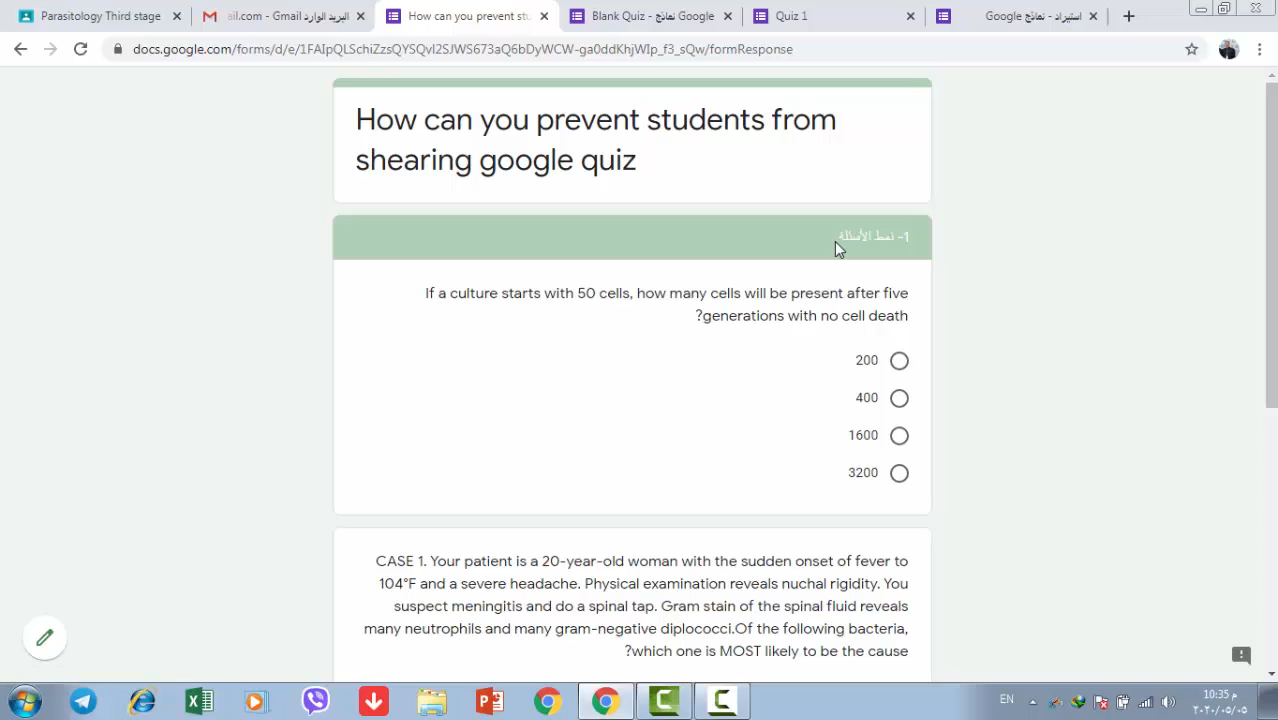 Parasitology Third stage
البريد الوارد ail.com - Gmail
How can you prevent stu
Blank Quiz - نماذج Google
Quiz 1
استيراد - نماذج Google
docs.google.com/forms/d/e/
/formResponse
How can you prevent students from
shearing google quiz
1- نمط الأسئلة
If a culture starts with 50 cells, how many cells will be present after five
?generations with no cell death
200
400
1600
3200
CASE 1. Your patient is a 20-year-old woman with the sudden onset of fever to
104°F and a severe headache. Physical examination reveals nuchal rigidity. You
suspect meningitis and do a spinal tap. Gram stain of the spinal fluid reveals
many neutrophils and many gram-negative diplococci.Of the following bacteria,
?which one is MOST likely to be the cause
EN
10:35 م
٢٠٢٠/٠٥/٠٥